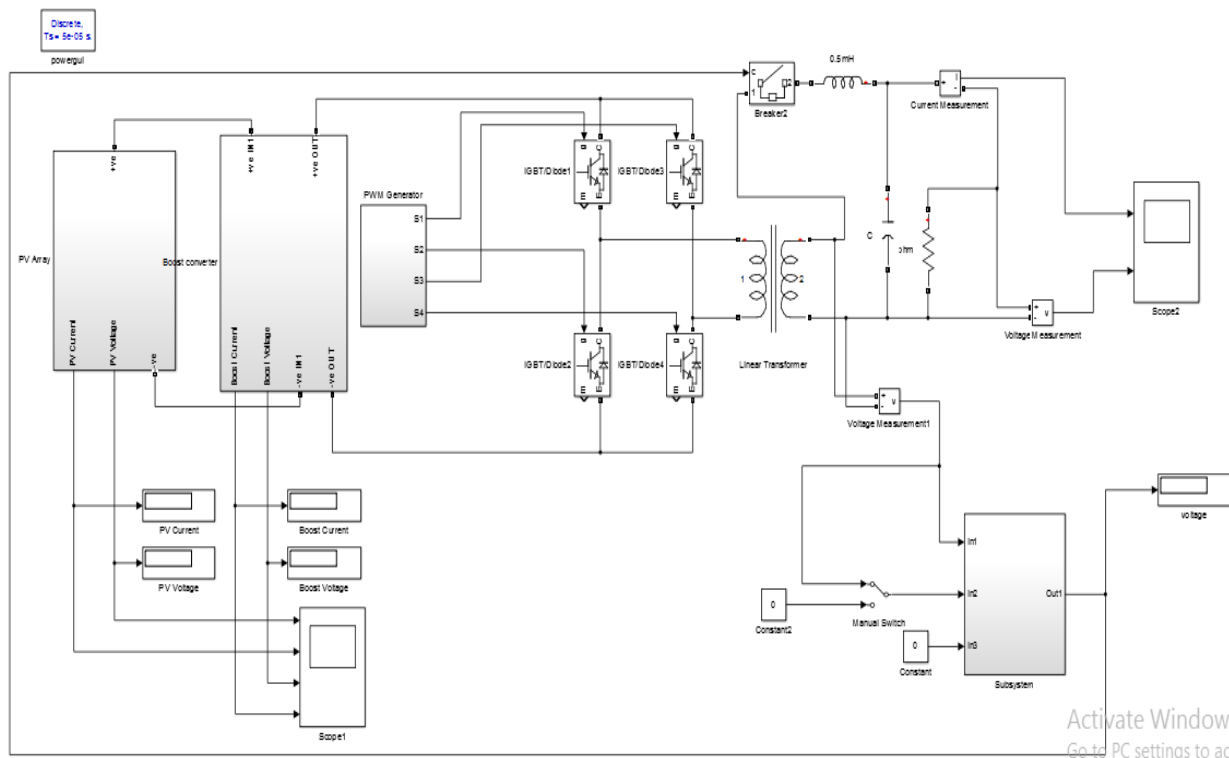 Discrete,
Ts = 5e-05 s.
powergui
0.5 mH
c
1
2
Breaker2
i
+
-
Current Measurement
+ve
PV Array
PV Current
PV Voltage
-ve
+ve IN1
+ve OUT
Boost converter
Boost Current
Boost Voltage
-ve IN1
-ve OUT
PWM Generator
S1
S2
S3
S4
g
C
m
E
IGBT/Diode1
g
C
m
E
IGBT/Diode3
g
C
m
E
IGBT/Diode2
g
C
m
E
IGBT/Diode4
1
2
Linear Transformer
C
ohm
Scope2
+
-
v
Voltage Measurement
+
-
v
Voltage Measurement1
PV Current
PV Voltage
Boost Current
Boost Voltage
Scope1
voltage
In1
In2
In3
Out1
Subsystem
Manual Switch
0
Constant2
0
Constant
Activate Window
Go to PC settings to ac